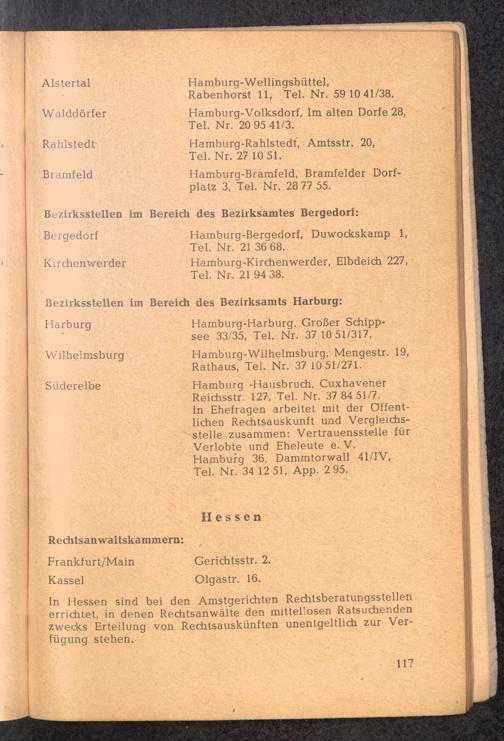 Alstertal Hamburg-Wellingsbüttel,
Rabenhorst 11, Tel. Nr. 59 10 41/38.
Walddörfer Hamburg-Volksdorf, Im alten Dorfe 28,
Tel. Nr. 20 95 41/3.
Rahlstedt Hamburg-Rahlstedt, Amtsstr. 20,
Tel. Nr. 27 10 51.
Bramfeld Hamburg-Bramfeld, Bramfelder Dorf-
platz 3, Tel. Nr. 28 77 55.
Bezirksstellen im Bereich des Bezirksamtes Bergedorf:
Bergedorf Hamburg-Bergedorf, Duwockskamp 1,
Tel. Nr. 21 36 68.
Kirchenwerder Hamburg-Kirchenwerder, Elbdeich 227,
Tel. Nr. 21 94 38.
Bezirksstellen im Bereich des Bezirksamts Harburg:
Harburg Hamburg-Harburg, Großer Schipp-
see 33/35, Tel. Nr. 37 10 51/317.
Wilhelmsburg Hamburg-Wilhelmsburg, Mengestr. 19,
Rathaus, Tel. Nr. 37 10 51/271.
Süderelbe Hamburg -Hausbruch, Cuxhavener
Reichsstr. 127, Tel. Nr. 37 84 51/7.
In Ehefragen arbeitet mit der Öffent-
lichen Rechtsauskunft und Vergleichs-
stelle zusammen: Vertrauensstelle für
Verlobte und Eheleute e. V.
Hamburg 36, Dammtorwall 41/IV,
Tel. Nr. 34 12 51, App. 2 95.
Hessen
Rechtsanwaltskammern:
Frankfurt/Main Gerichtsstr. 2.
Kassel Olgastr. 16.
In Hessen sind bei den Amstgerichten Rechtsberatungsstellen
errichtet, in denen Rechtsanwälte den mittellosen Ratsuchenden
zwecks Erteilung von Rechtsauskünften unentgeltlich zur Ver-
fügung stehen.
117